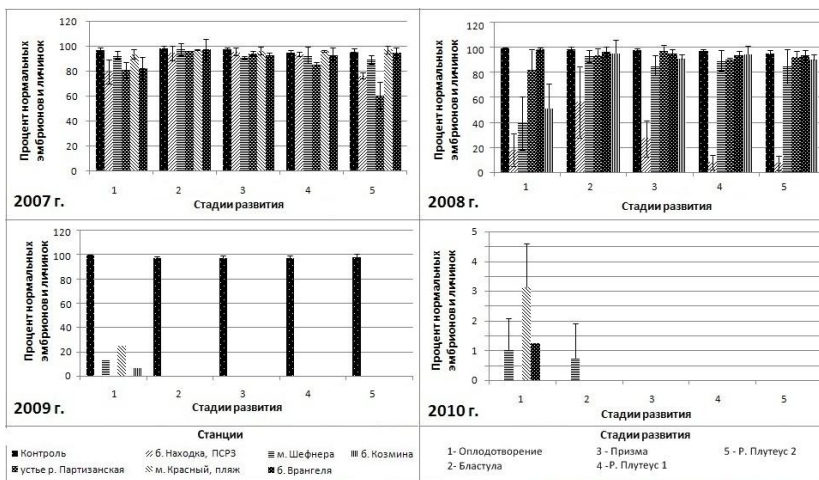 Процент нормальных
эмбрионов и личинок
120
100
80
60
40
20
0
1 2 3 4 5
2007 г.
Стадии развития
Процент нормальных
эмбрионов и личинок
120
100
80
60
40
20
0
1 2 3 4 5
2008 г.
Стадии развития
Процент нормальных
эмбрионов и личинок
120
100
80
60
40
20
0
1 2 3 4 5
2009 г.
Стадии развития
Процент нормальных
эмбрионов и личинок
5
4
4
3
3
2
2
1
1
0
1 2 3 4 5
2010 г.
Стадии развития
Станции
Контроль б. Находка, ПСРЗ м. Шефнера б. Козмина
устье р. Партизанская м. Красный, пляж б. Врангеля
Стадии развития
1- Оплодотворение 3 - Призма 5 - Р. Плутеус 2
2- Бластула 4 -Р. Плутеус 1